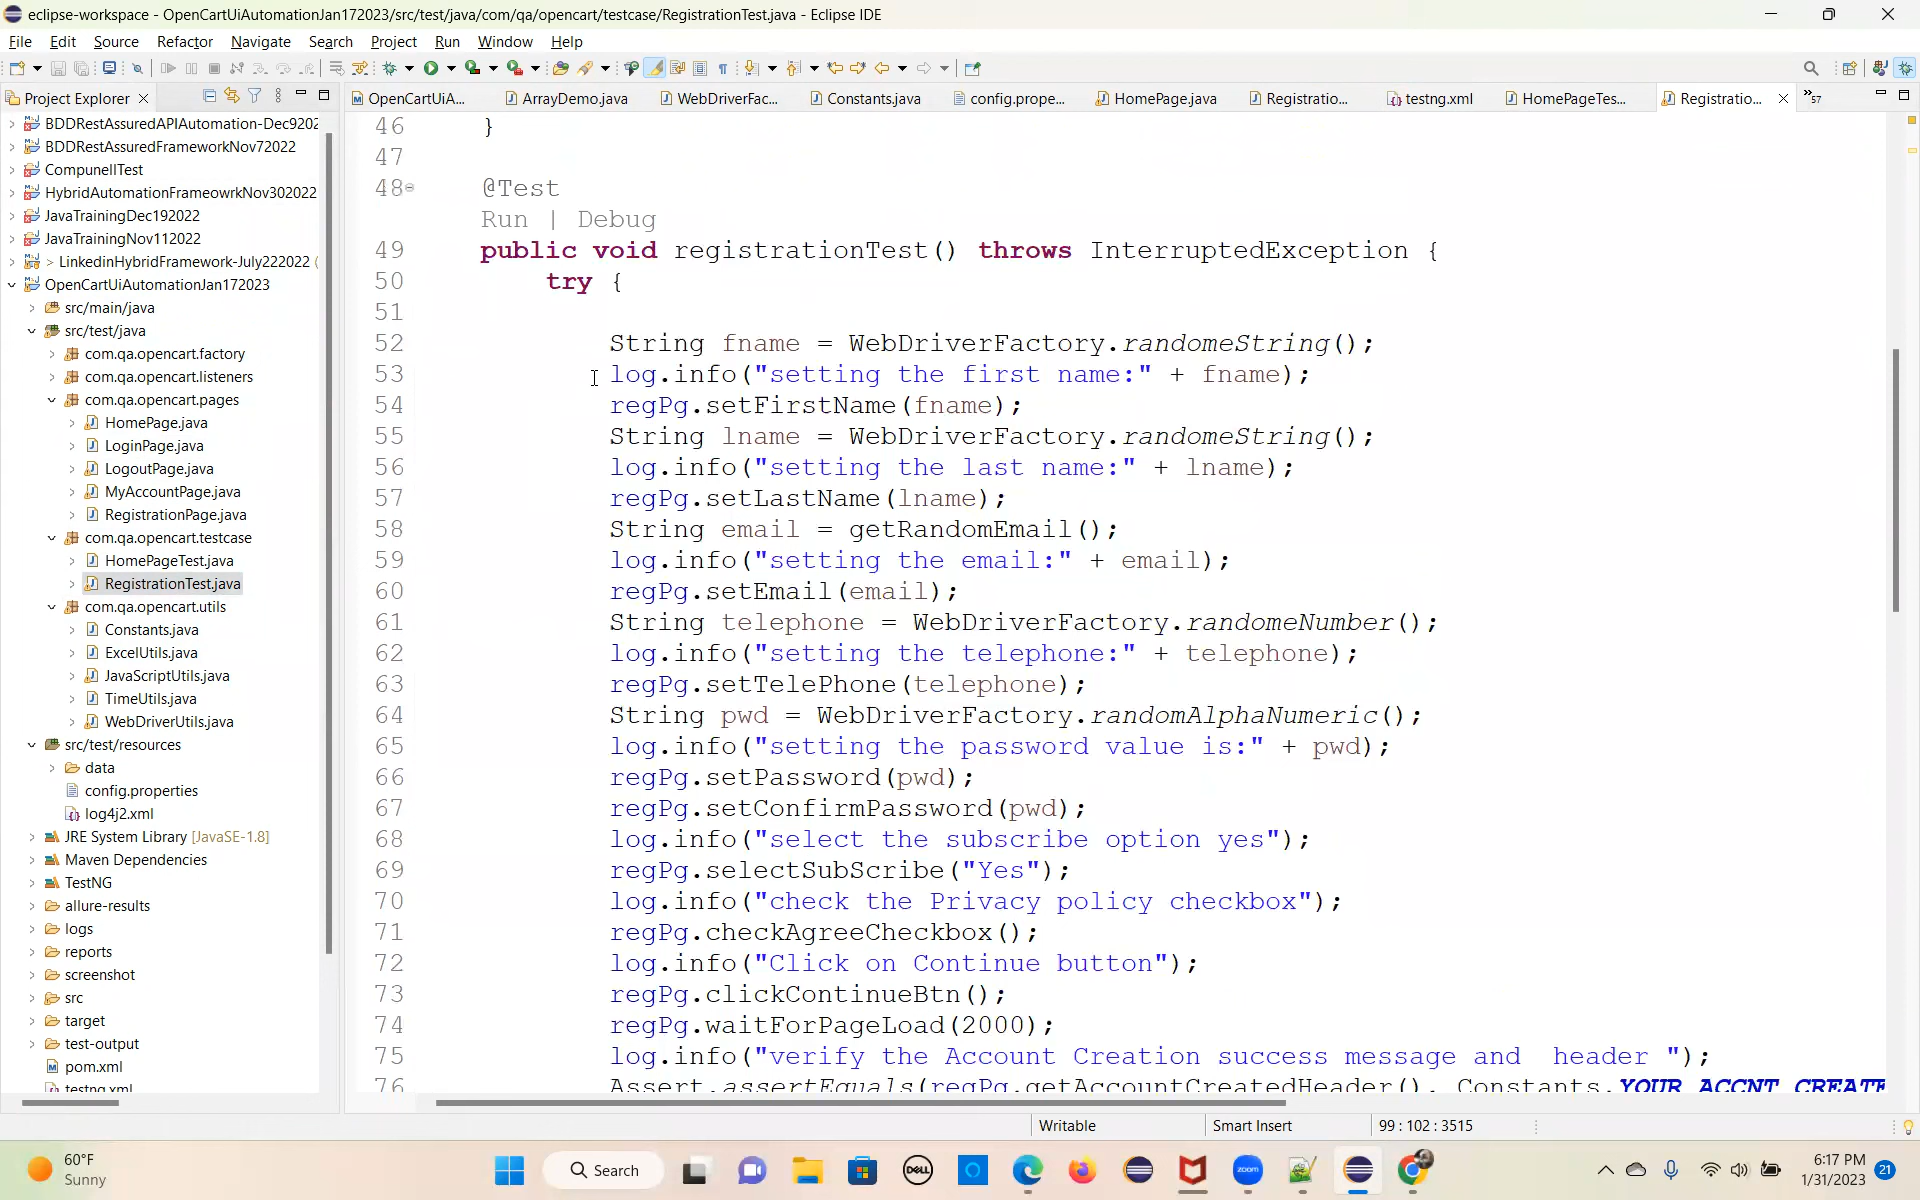 eclipse-workspace - OpenCartUiAutomationJan172023/src/test/java/com/qa/opencart/testcase/RegistrationTest.java - Eclipse IDE
File Edit Source Refactor Navigate Search Project Run Window Help
Project Explorer
OpenCartUiA... ArrayDemo.java WebDriverFac... Constants.java config.prope... HomePage.java Registratio... testng.xml HomePageTes... Registratio... 57
BDDRestAssuredAPIAutomation-Dec9202
BDDRestAssuredFrameworkNov72022
CompunellTest
HybridAutomationFrameowrkNov302022
JavaTrainingDec192022
JavaTrainingNov112022
> LinkedinHybridFramework-July222022 (
OpenCartUiAutomationJan172023
src/main/java
src/test/java
com.qa.opencart.factory
com.qa.opencart.listeners
com.qa.opencart.pages
HomePage.java
LoginPage.java
LogoutPage.java
MyAccountPage.java
RegistrationPage.java
com.qa.opencart.testcase
HomePageTest.java
RegistrationTest.java
com.qa.opencart.utils
Constants.java
ExcelUtils.java
JavaScriptUtils.java
TimeUtils.java
WebDriverUtils.java
src/test/resources
data
config.properties
log4j2.xml
JRE System Library [JavaSE-1.8]
Maven Dependencies
TestNG
allure-results
logs
reports
screenshot
src
target
test-output
pom.xml
testng.xml
46 }
47
48 @Test
Run | Debug
49 public void registrationTest() throws InterruptedException {
50 try {
51
52 String fname = WebDriverFactory.randomeString();
53 log.info("setting the first name:" + fname);
54 regPg.setFirstName(fname);
55 String lname = WebDriverFactory.randomeString();
56 log.info("setting the last name:" + lname);
57 regPg.setLastName(lname);
58 String email = getRandomEmail();
59 log.info("setting the email:" + email);
60 regPg.setEmail(email);
61 String telephone = WebDriverFactory.randomeNumber();
62 log.info("setting the telephone:" + telephone);
63 regPg.setTelePhone(telephone);
64 String pwd = WebDriverFactory.randomAlphaNumeric();
65 log.info("setting the password value is:" + pwd);
66 regPg.setPassword(pwd);
67 regPg.setConfirmPassword(pwd);
68 log.info("select the subscribe option yes");
69 regPg.selectSubScribe("Yes");
70 log.info("check the Privacy policy checkbox");
71 regPg.checkAgreeCheckbox();
72 log.info("Click on Continue button");
73 regPg.clickContinueBtn();
74 regPg.waitForPageLoad(2000);
75 log.info("verify the Account Creation success message and  header ");
76 Assert.assertEquals(regPg.getAccountCreatedHeader(), Constants.YOUR_ACCNT_CREATE
Writable Smart Insert 99 : 102 : 3515
60°F
Sunny
Search
DELL
zoom
6:17 PM
1/31/2023
21